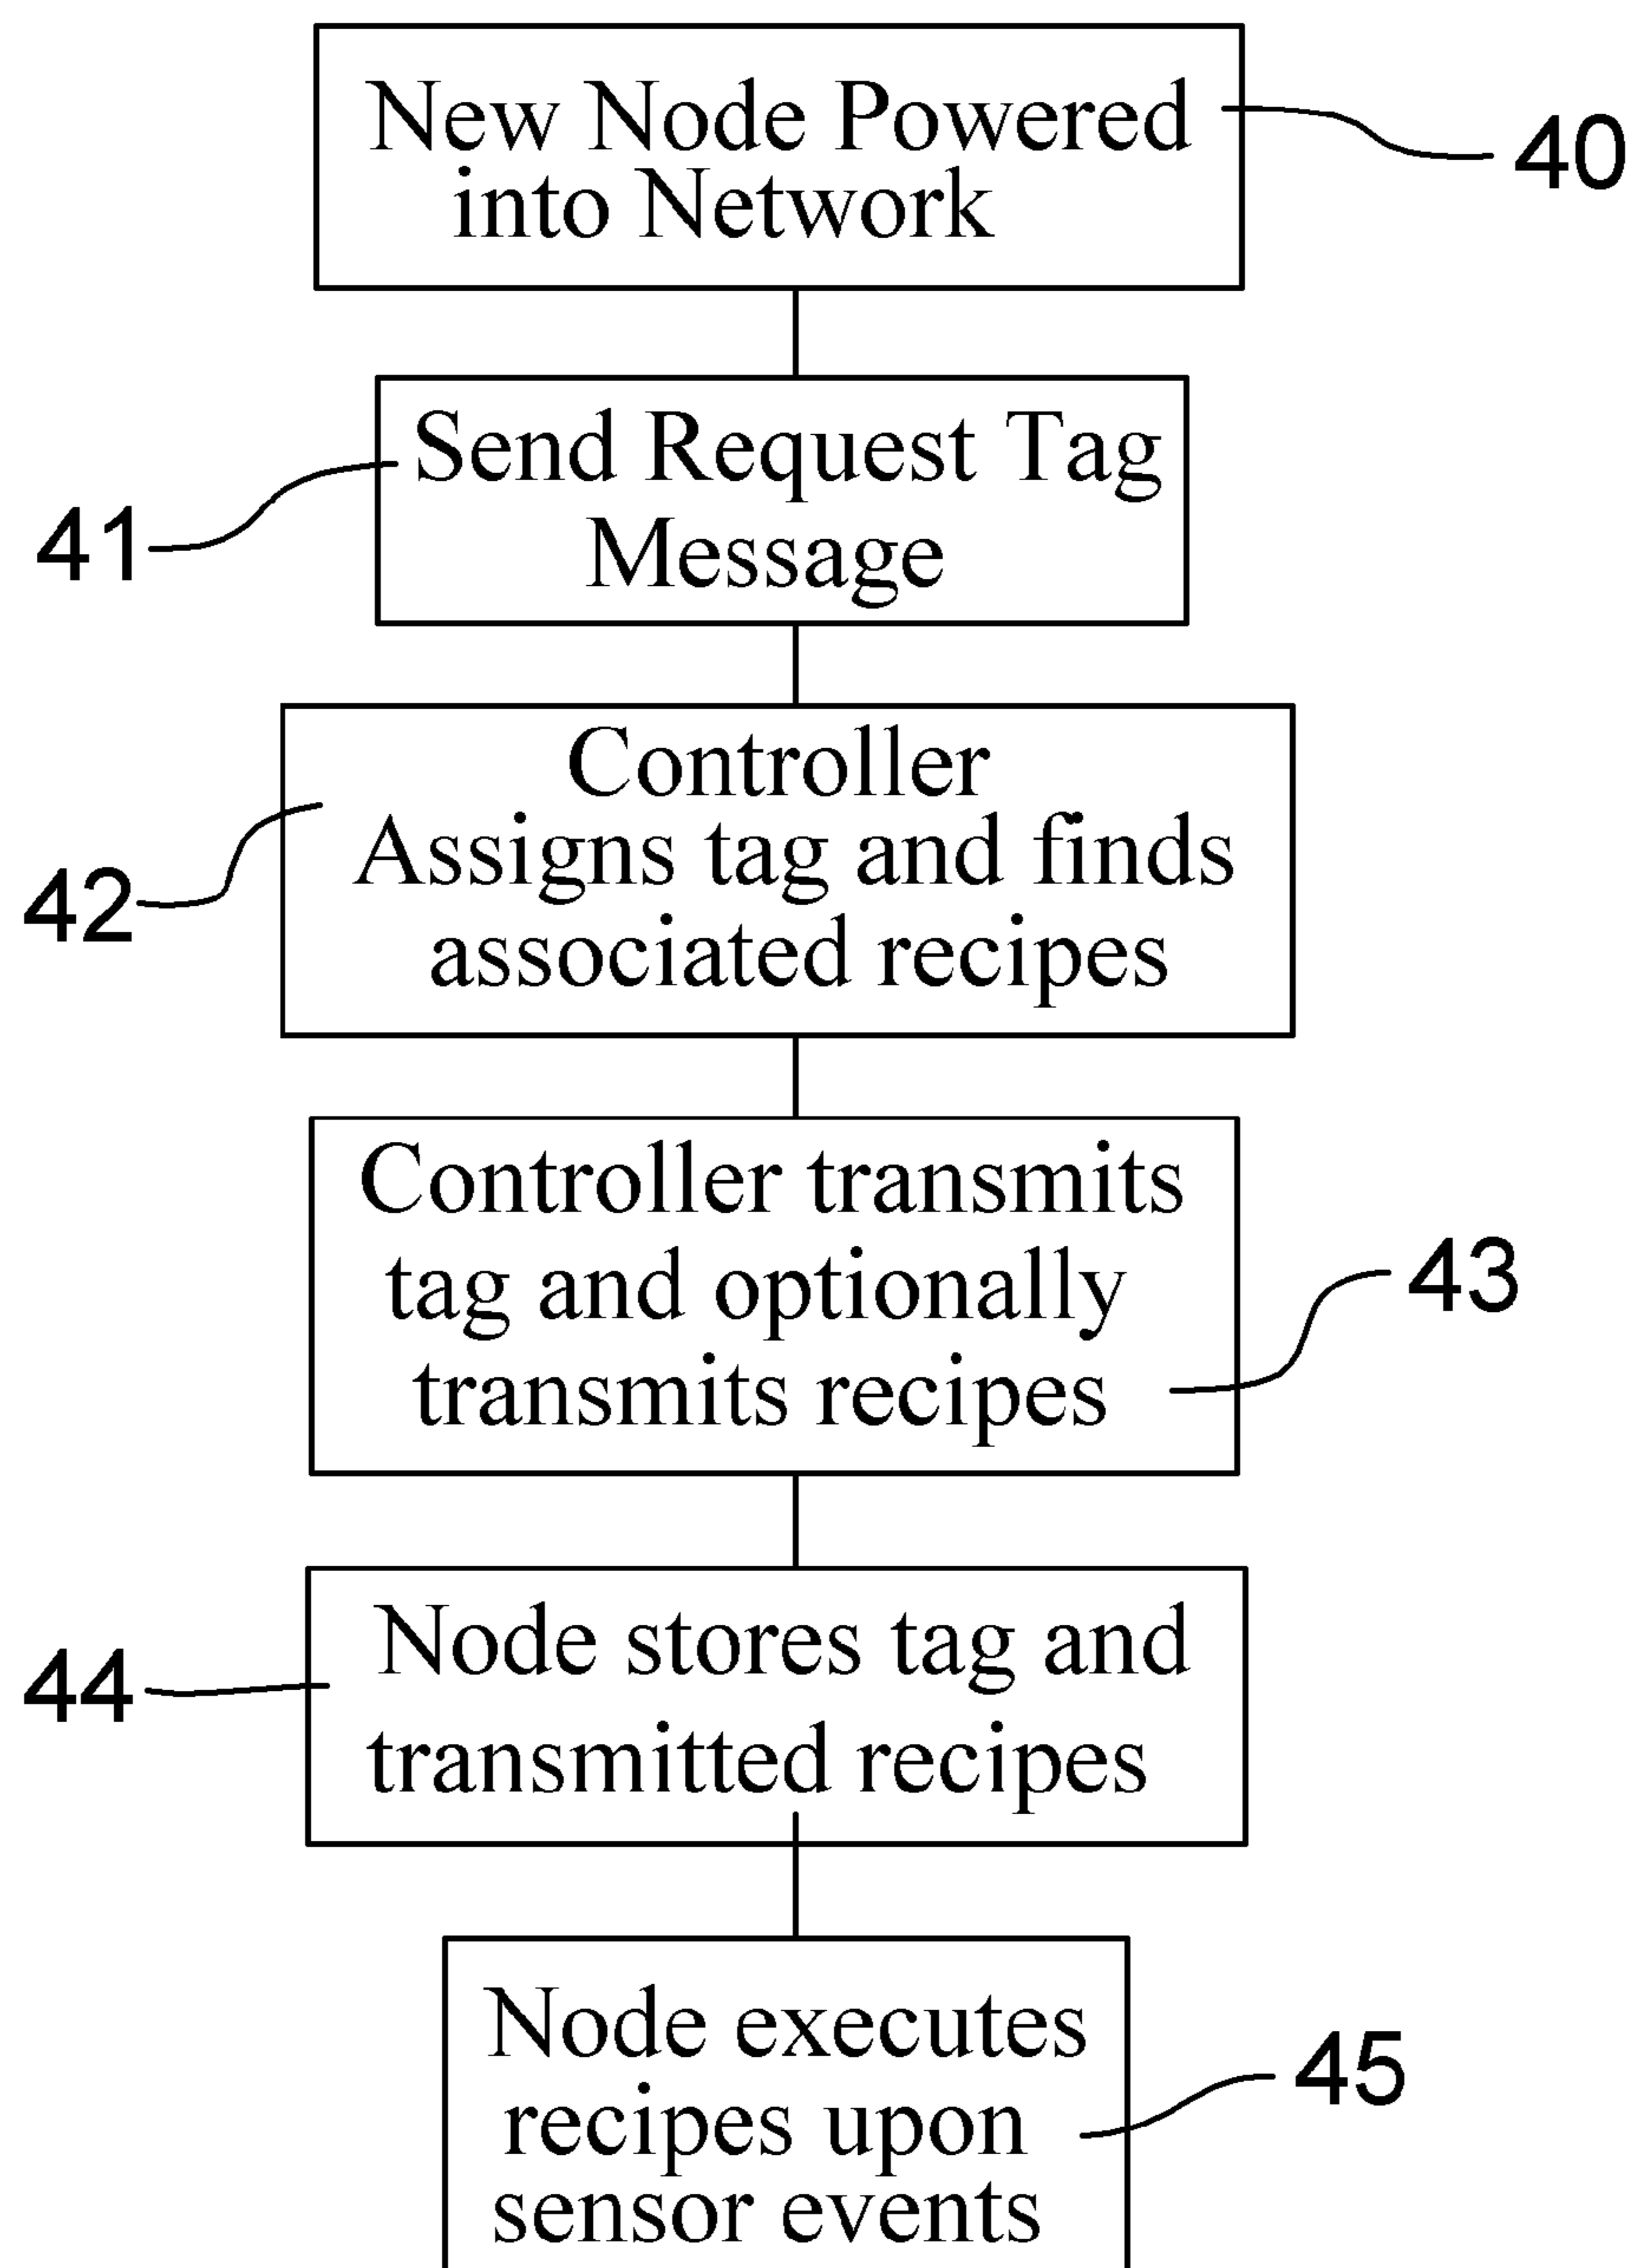 New Node Powered
into Network
40
Send Request Tag
Message
41
Controller
Assigns tag and finds
associated recipes
42
Controller transmits
tag and optionally
transmits recipes
43
Node stores tag and
transmitted recipes
44
Node executes
recipes upon
sensor events
45